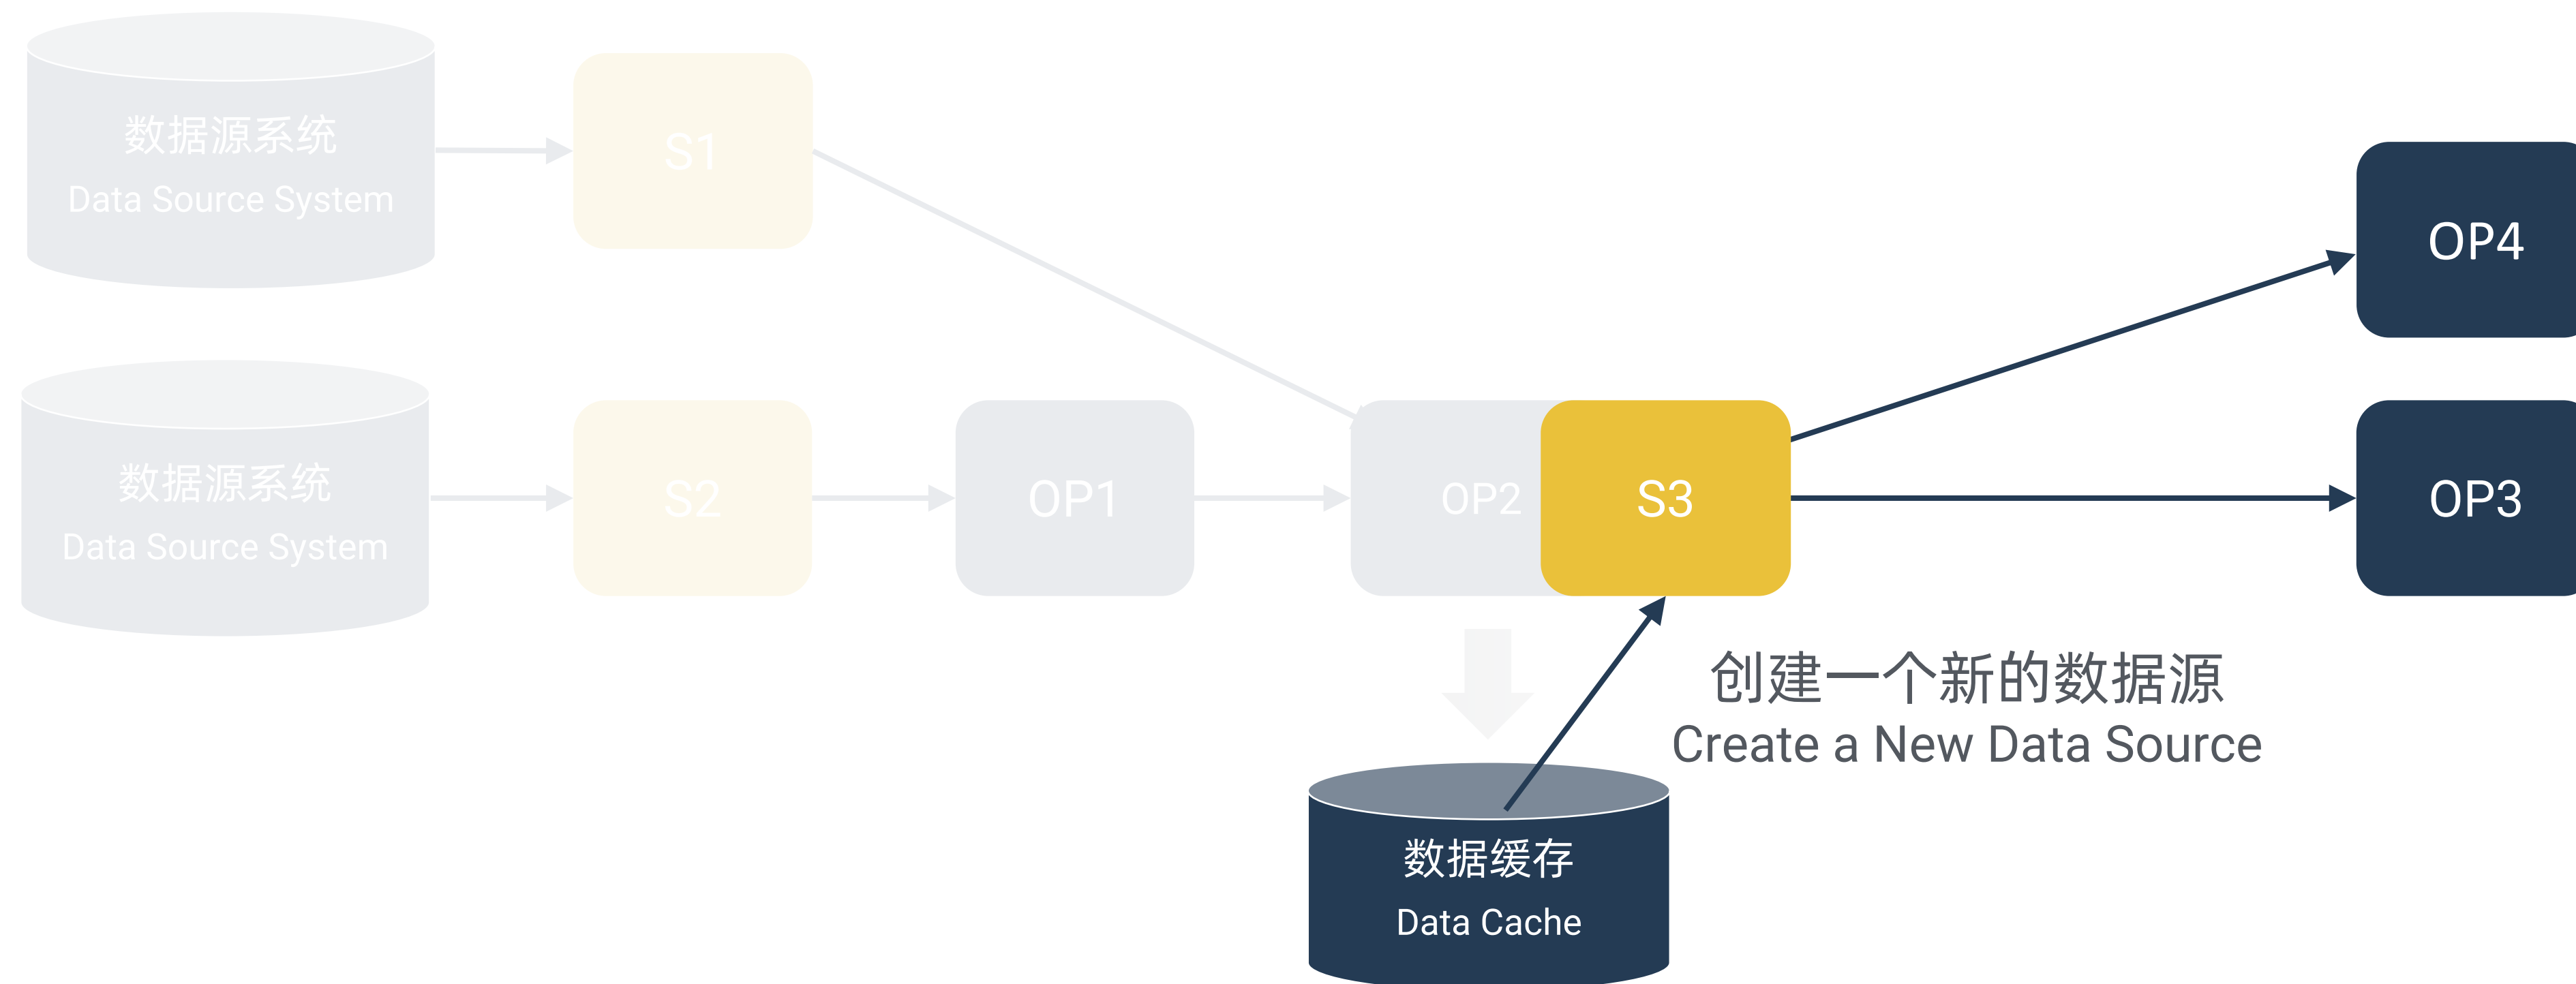 数据源系统
Data Source System
S1
OP4
数据源系统
Data Source System
S2
OP1
OP2
S3
OP3
创建一个新的数据源
Create a New Data Source
数据缓存
Data Cache